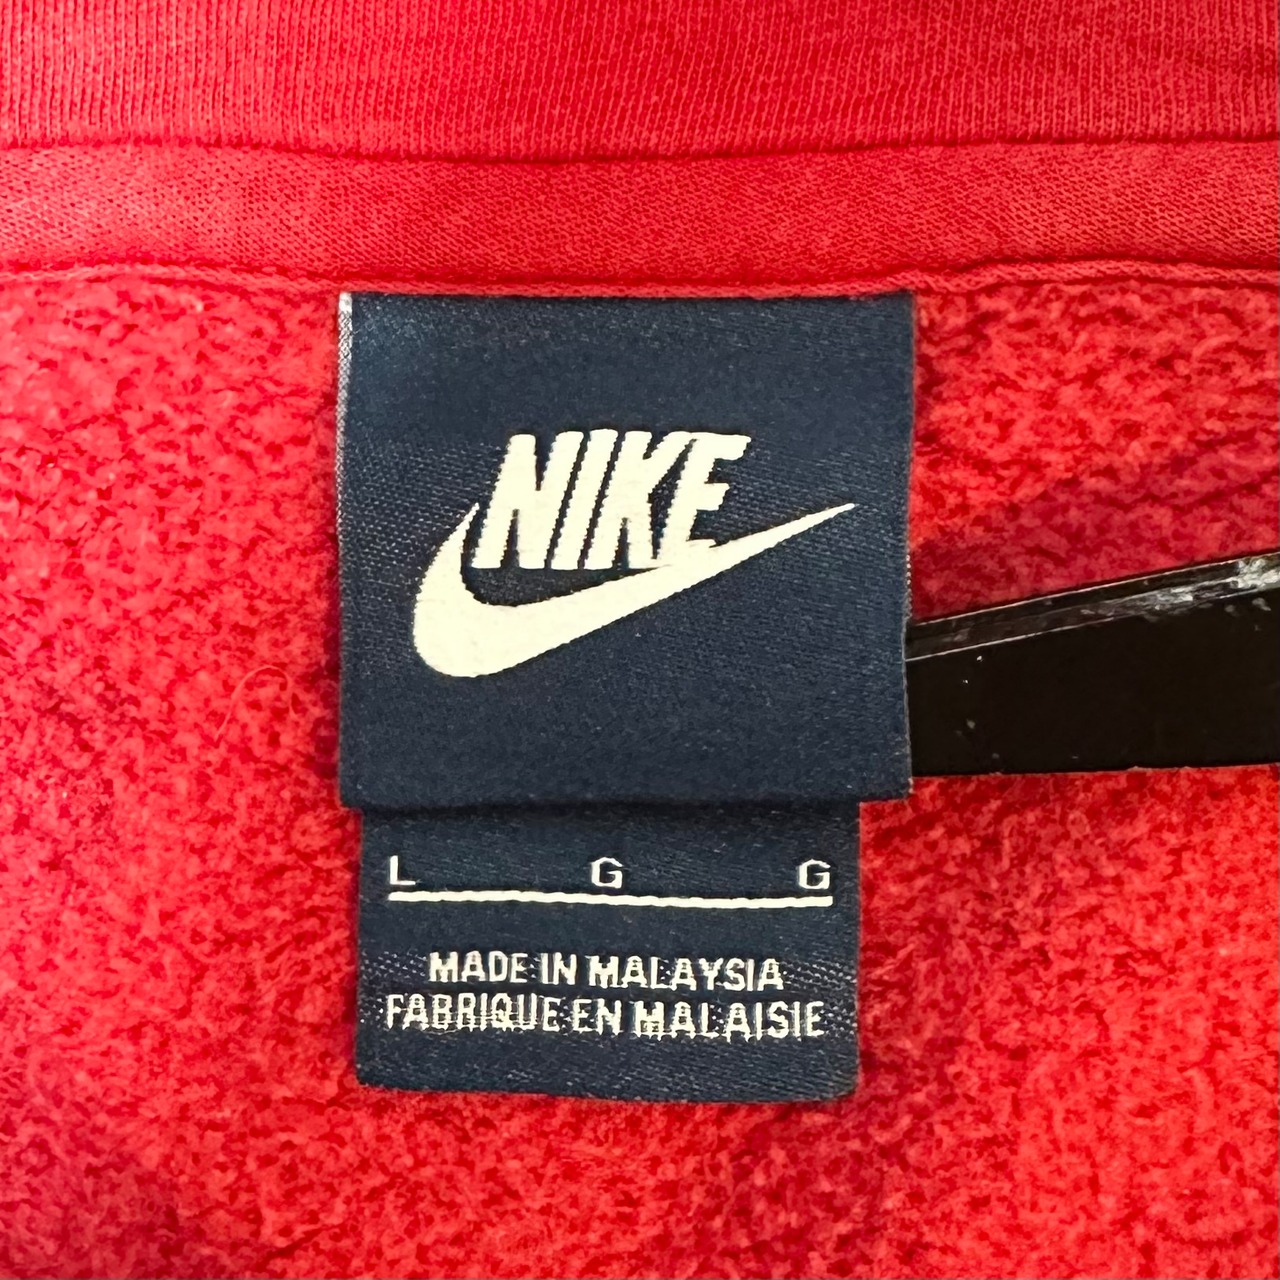 NIKE
L G G
MADE IN MALAYSIA
FABRIQUE EN MALAISIE